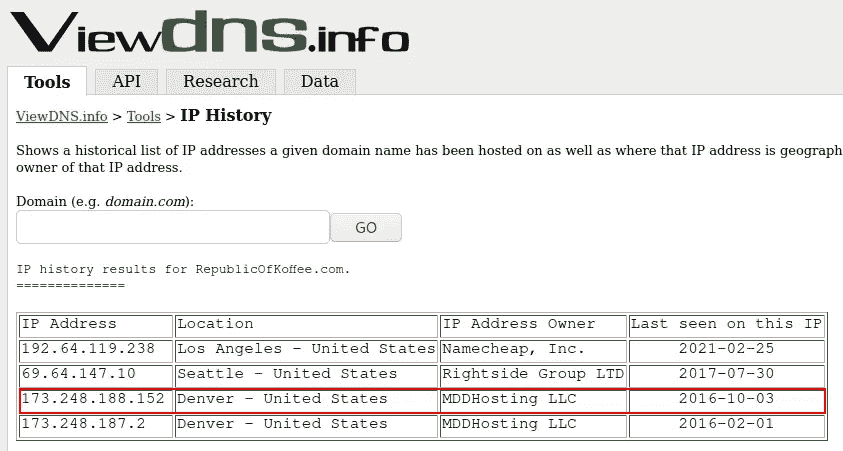 Viewdns.info
Tools API Research Data
ViewDNS.info > Tools > IP History
Shows a historical list of IP addresses a given domain name has been hosted on as well as where that IP address is geograph
owner of that IP address.
Domain (e.g. domain.com):
GO
IP history results for RepublicOfKoffee.com.
==============
IP Address Location IP Address Owner Last seen on this IP
192.64.119.238 Los Angeles - United States Namecheap, Inc. 2021-02-25
69.64.147.10 Seattle - United States Rightside Group LTD 2017-07-30
173.248.188.152 Denver - United States MDDHosting LLC 2016-10-03
173.248.187.2 Denver - United States MDDHosting LLC 2016-02-01